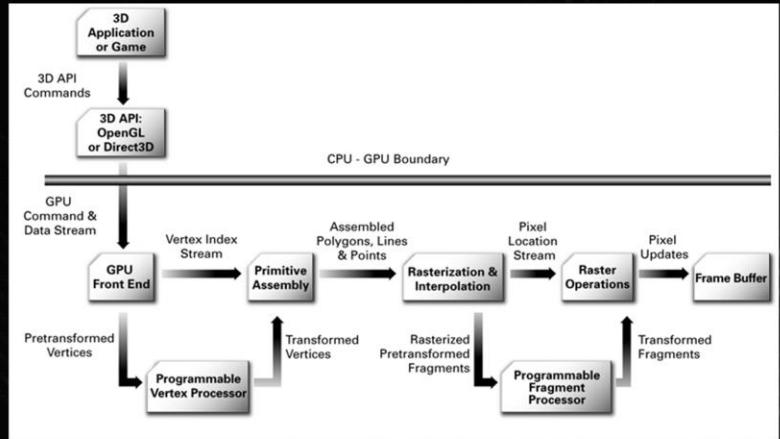 3D
Application
or Game
3D API
Commands
3D API:
OpenGL
or Direct3D
CPU - GPU Boundary
GPU
Command &
Data Stream
GPU
Front End
Vertex Index
Stream
Primitive
Assembly
Assembled
Polygons, Lines
& Points
Rasterization &
Interpolation
Pixel
Location
Stream
Raster
Operations
Pixel
Updates
Frame Buffer
Pretransformed
Vertices
Programmable
Vertex Processor
Transformed
Vertices
Rasterized
Pretransformed
Fragments
Programmable
Fragment
Processor
Transformed
Fragments